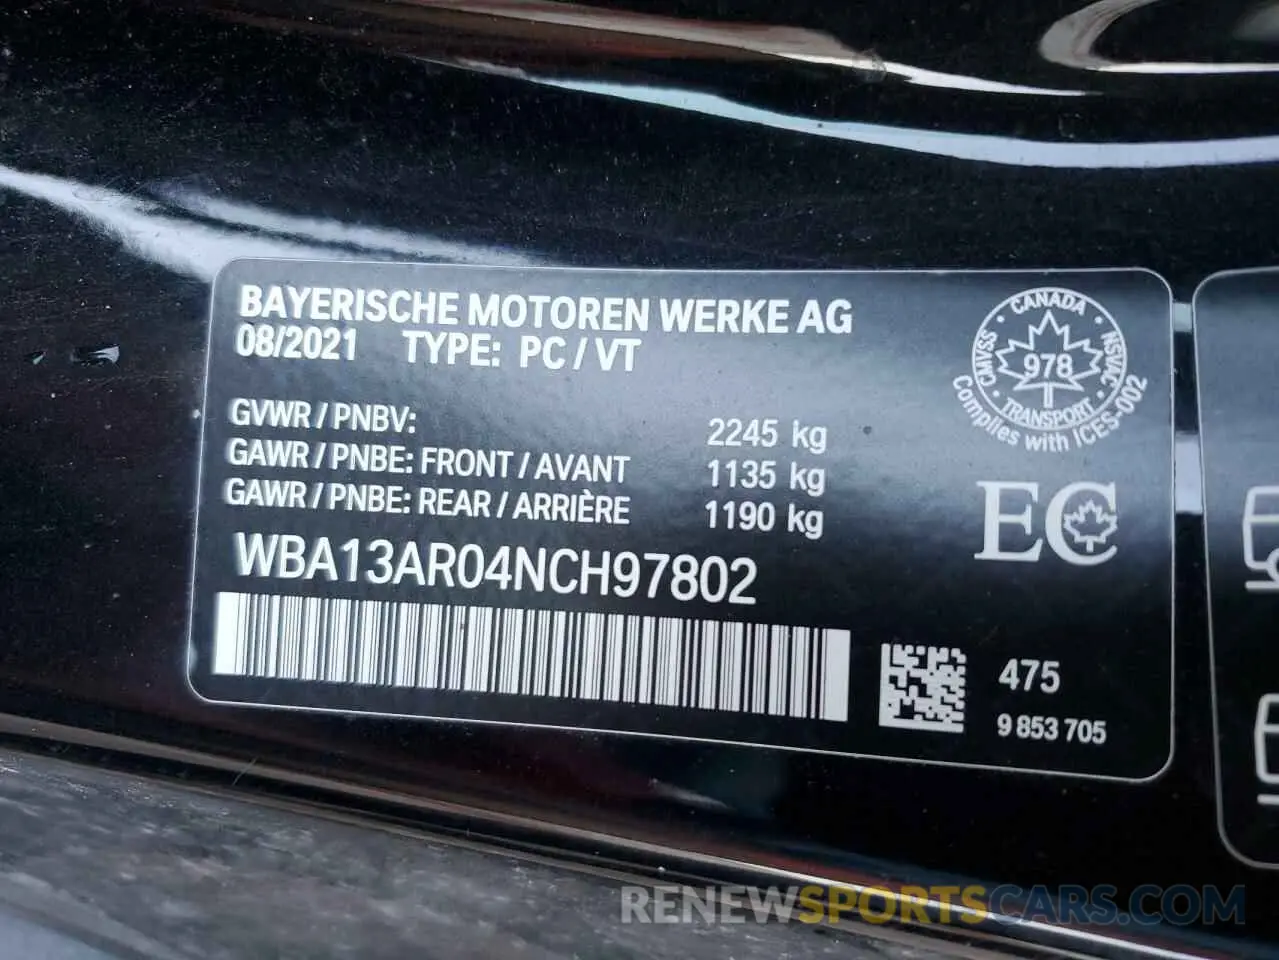 BAYERISCHE MOTOREN WERKE AG
08/2021 TYPE: PC / VT
GVWR / PNBV: 2245 kg
GAWR / PNBE: FRONT / AVANT 1135 kg
GAWR / PNBE: REAR / ARRIÈRE 1190 kg
WBA13AR04NCH97802
CANADA
CMVSS
NSVAC
978
TRANSPORT
Complies with ICES-002
EC
475
9 853 705
RENEWSPORTSCARS.COM